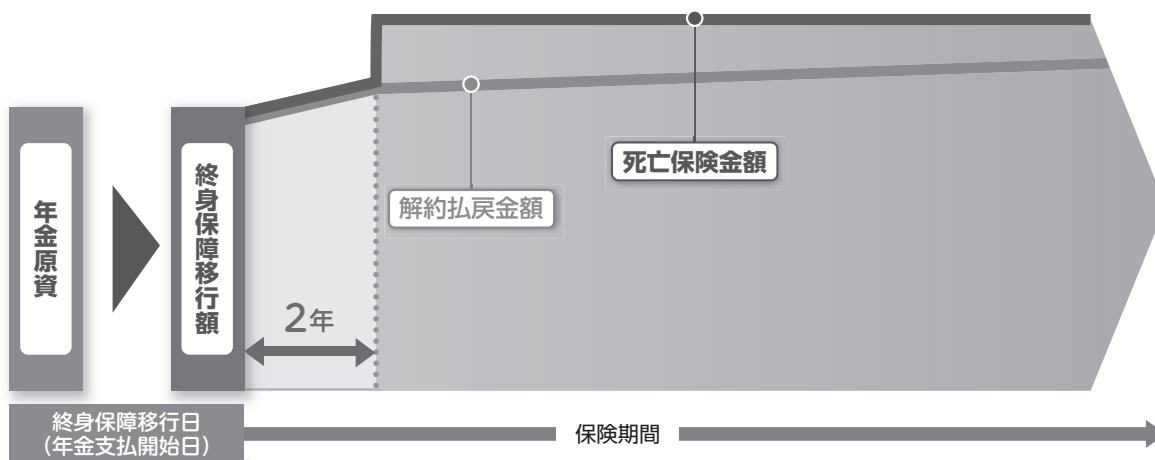 死亡保険金額
解約払戻金額
年金原資
終身保障移行額
2年
終身保障移行日
(年金支払開始日)
保険期間